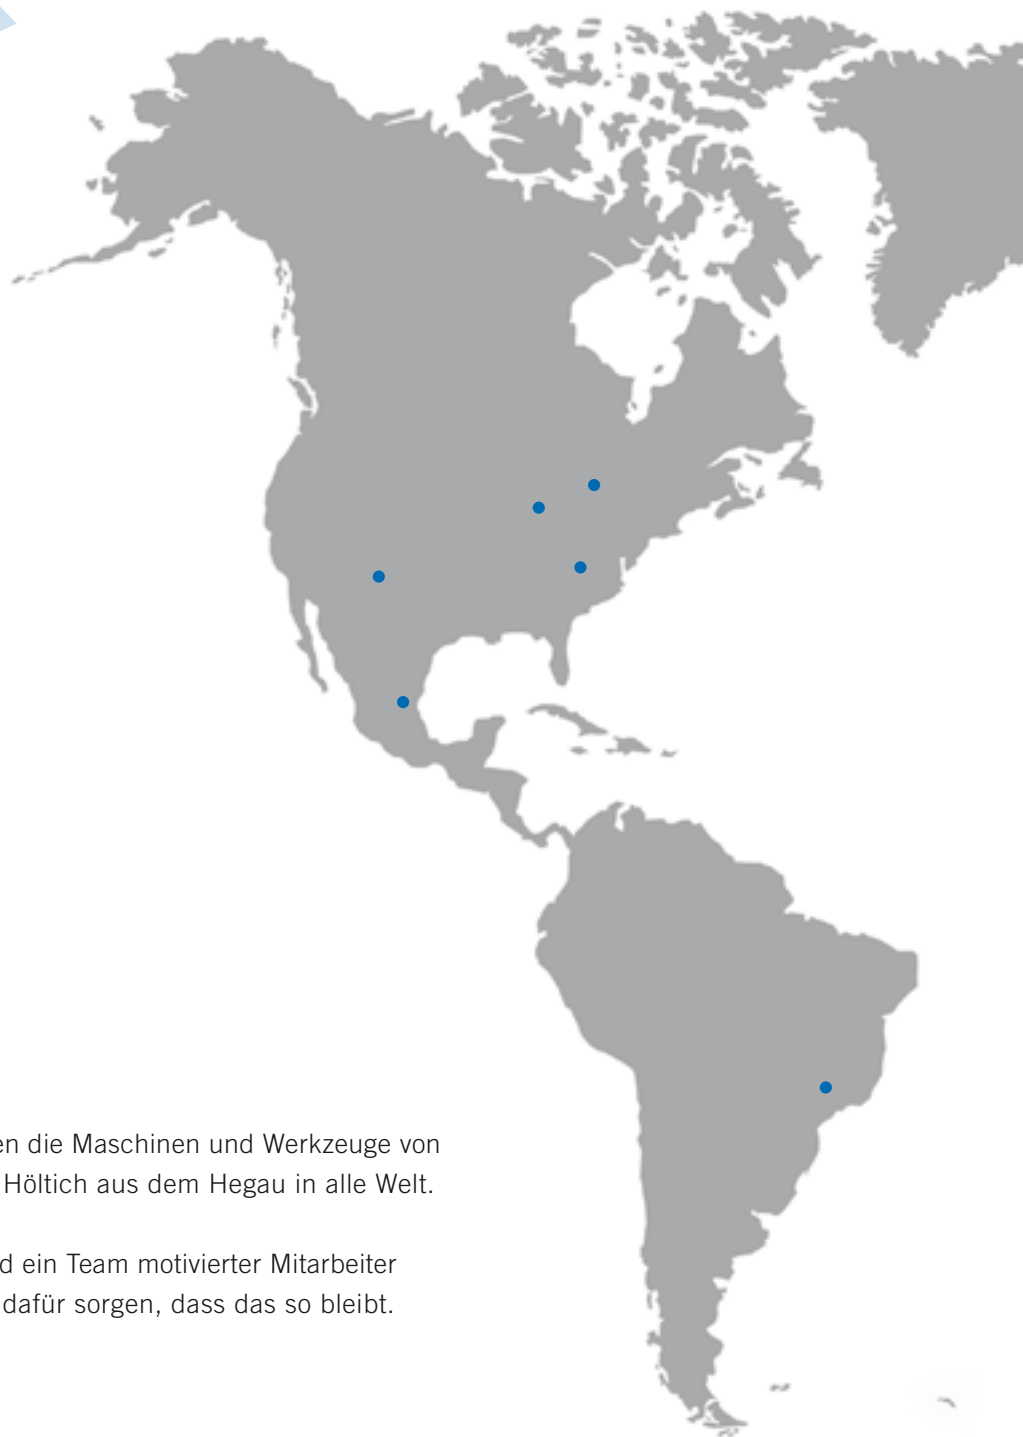 en die Maschinen und Werkzeuge von
Höltich aus dem Hegau in alle Welt.
d ein Team motivierter Mitarbeiter
dafür sorgen, dass das so bleibt.